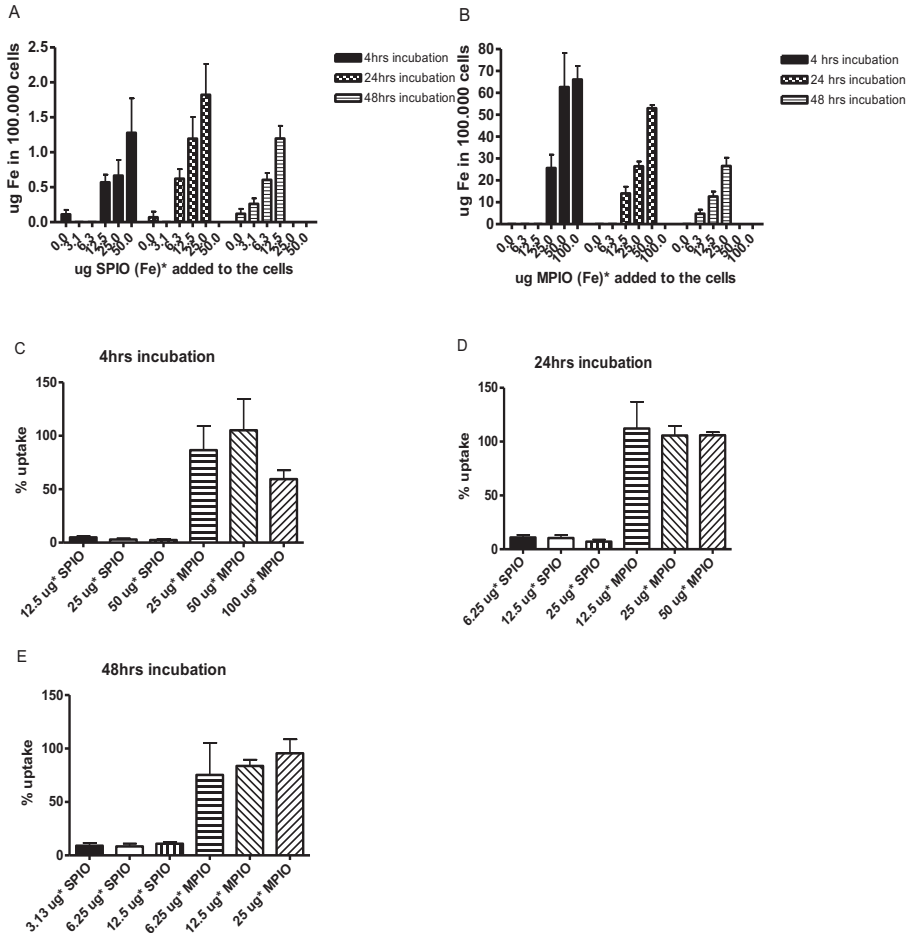 A
ug Fe in 100.000 cells
2.5
2.0
1.5
1.0
0.5
0.0
0.0 3.1 6.3 12.5 25.0 50.0 0.0 3.1 6.3 12.5 25.0 50.0 0.0 3.1 6.3 12.5 25.0 50.0
ug SPIO (Fe)* added to the cells
4hrs incubation
24hrs incubation
48hrs incubation
B
ug Fe in 100.000 cells
80
70
60
50
40
30
20
10
0
0.0 6.3 12.5 25.0 50.0 100.0 0.0 6.3 12.5 25.0 50.0 100.0 0.0 6.3 12.5 25.0 50.0 100.0
ug MPIO (Fe)* added to the cells
4 hrs incubation
24 hrs incubation
48 hrs incubation
C
4hrs incubation
% uptake
150
100
50
0
12.5 ug* SPIO
25 ug* SPIO
50 ug* SPIO
25 ug* MPIO
50 ug* MPIO
100 ug* MPIO
D
24hrs incubation
% uptake
150
100
50
0
6.25 ug* SPIO
12.5 ug* SPIO
25 ug* SPIO
12.5 ug* MPIO
25 ug* MPIO
50 ug* MPIO
E
48hrs incubation
% uptake
150
100
50
0
3.13 ug* SPIO
6.25 ug* SPIO
12.5 ug* SPIO
6.25 ug* MPIO
12.5 ug* MPIO
25 ug* MPIO